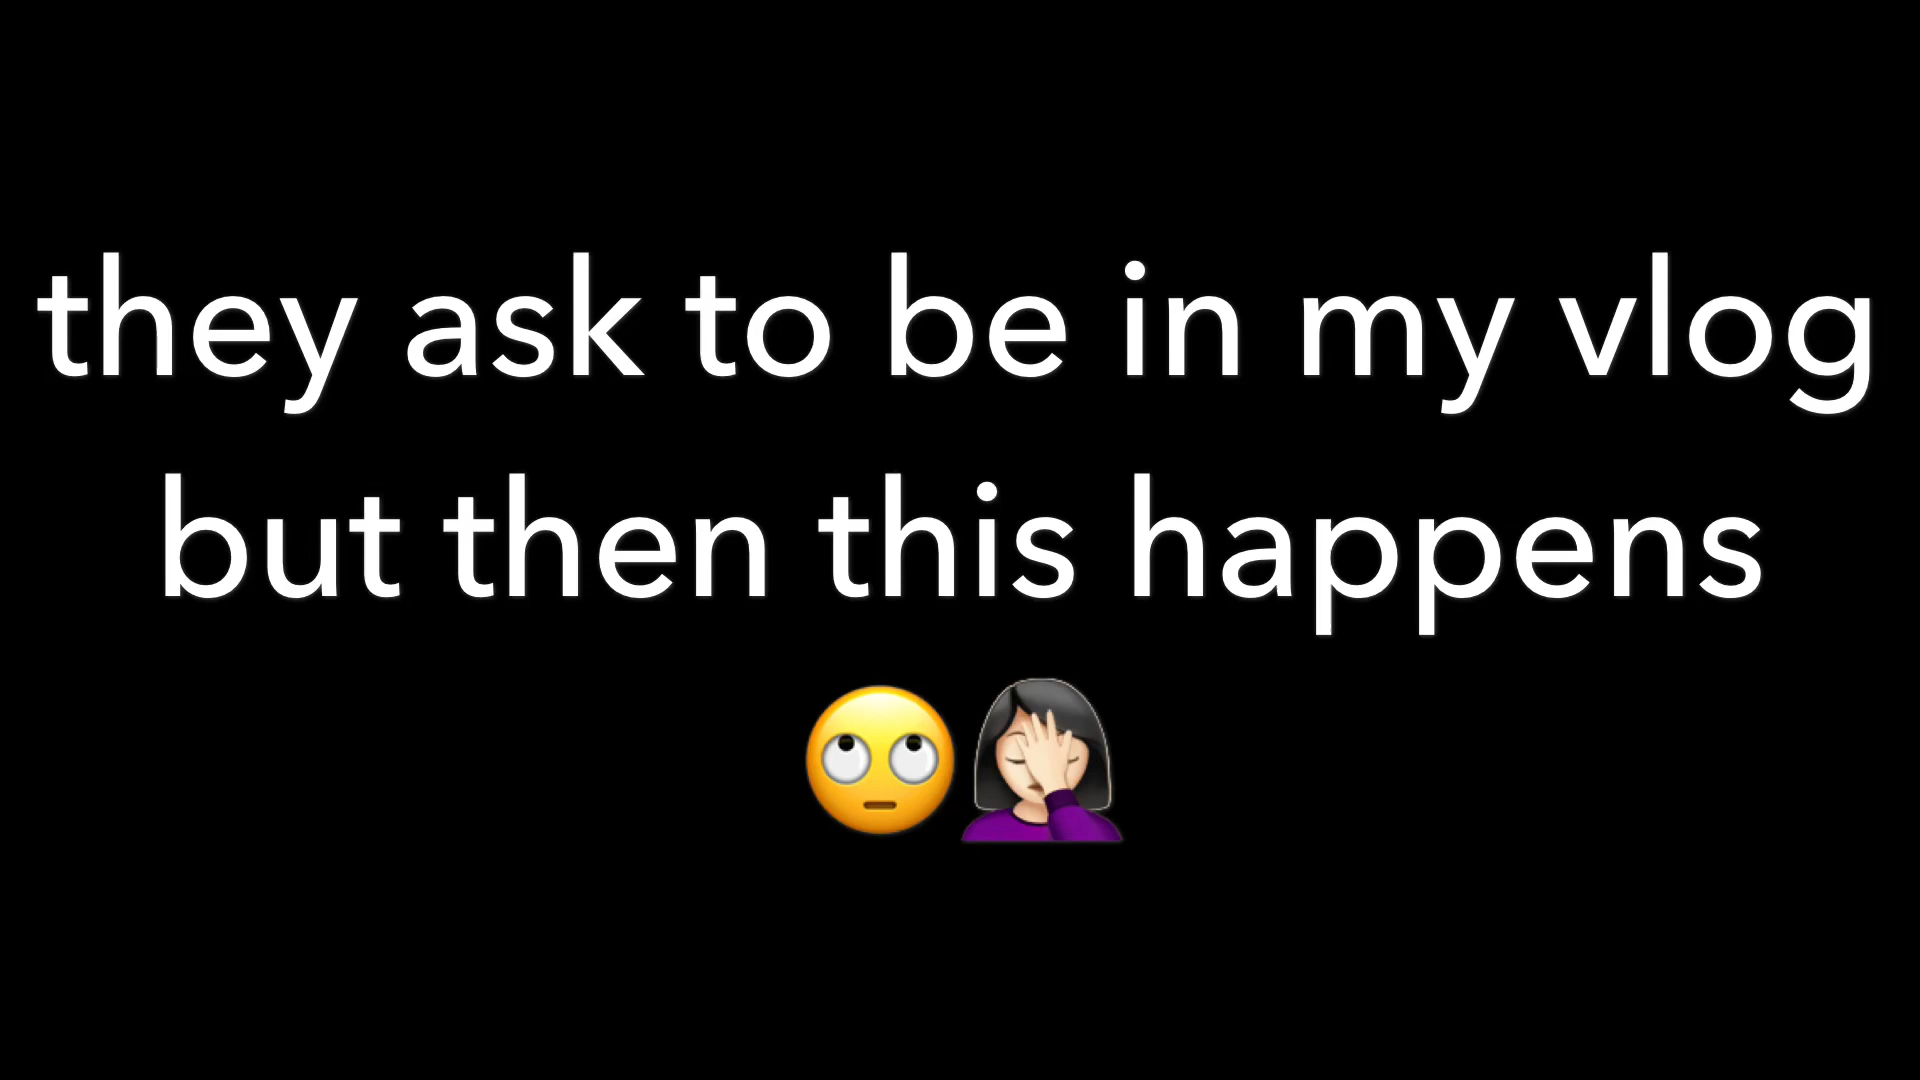 they ask to be in my vlog
but then this happens
🙄🤦🏻‍♀️